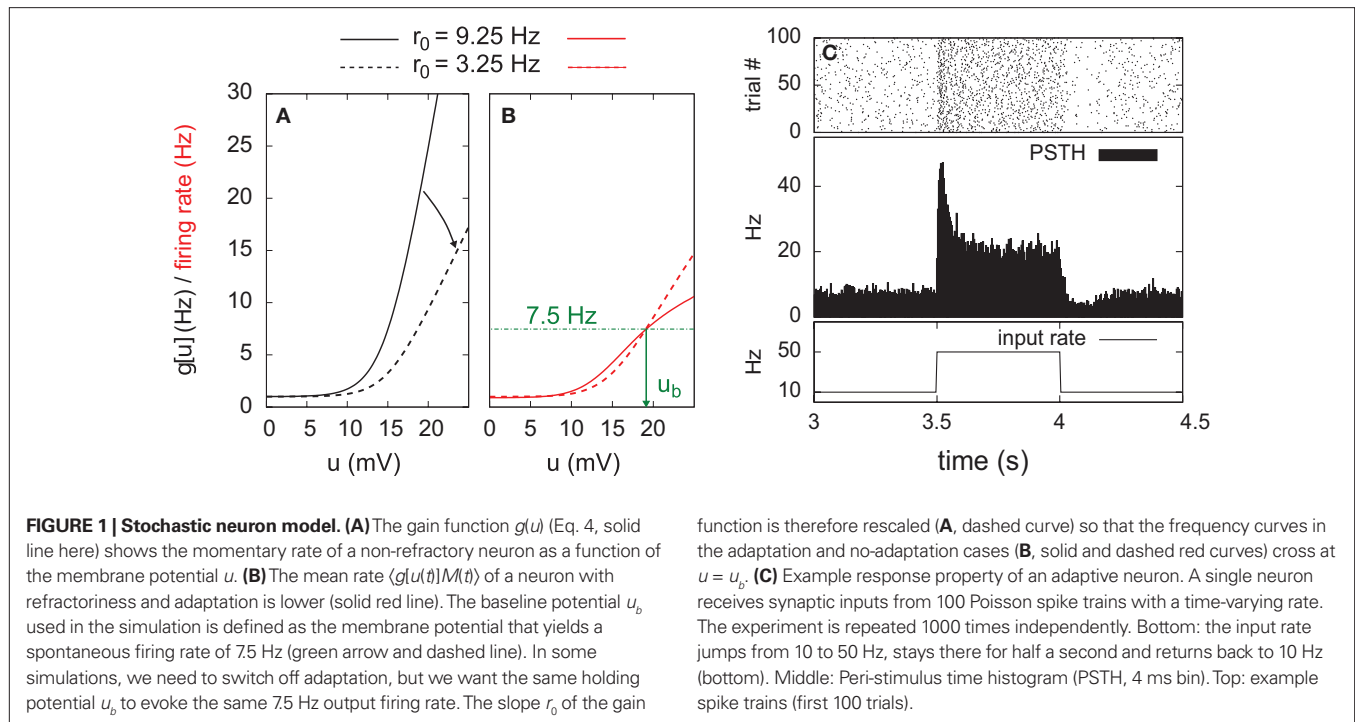 r₀ = 9.25 Hz
r₀ = 3.25 Hz
A
g[u] (Hz) / firing rate (Hz)
30
25
20
15
10
5
0
0 5 10 15 20
u (mV)
B
7.5 Hz
u_b
0 5 10 15 20
u (mV)
C
trial #
100
50
0
PSTH
Hz
40
20
0
input rate
Hz
50
10
3 3.5 4 4.5
time (s)
FIGURE 1 | Stochastic neuron model. (A) The gain function g(u) (Eq. 4, solid
line here) shows the momentary rate of a non-refractory neuron as a function of
the membrane potential u. (B) The mean rate ⟨g[u(t)]M(t)⟩ of a neuron with
refractoriness and adaptation is lower (solid red line). The baseline potential u_b
used in the simulation is defined as the membrane potential that yields a
spontaneous firing rate of 7.5 Hz (green arrow and dashed line). In some
simulations, we need to switch off adaptation, but we want the same holding
potential u_b to evoke the same 7.5 Hz output firing rate. The slope r₀ of the gain
function is therefore rescaled (A, dashed curve) so that the frequency curves in
the adaptation and no-adaptation cases (B, solid and dashed red curves) cross at
u = u_b. (C) Example response property of an adaptive neuron. A single neuron
receives synaptic inputs from 100 Poisson spike trains with a time-varying rate.
The experiment is repeated 1000 times independently. Bottom: the input rate
jumps from 10 to 50 Hz, stays there for half a second and returns back to 10 Hz
(bottom). Middle: Peri-stimulus time histogram (PSTH, 4 ms bin). Top: example
spike trains (first 100 trials).